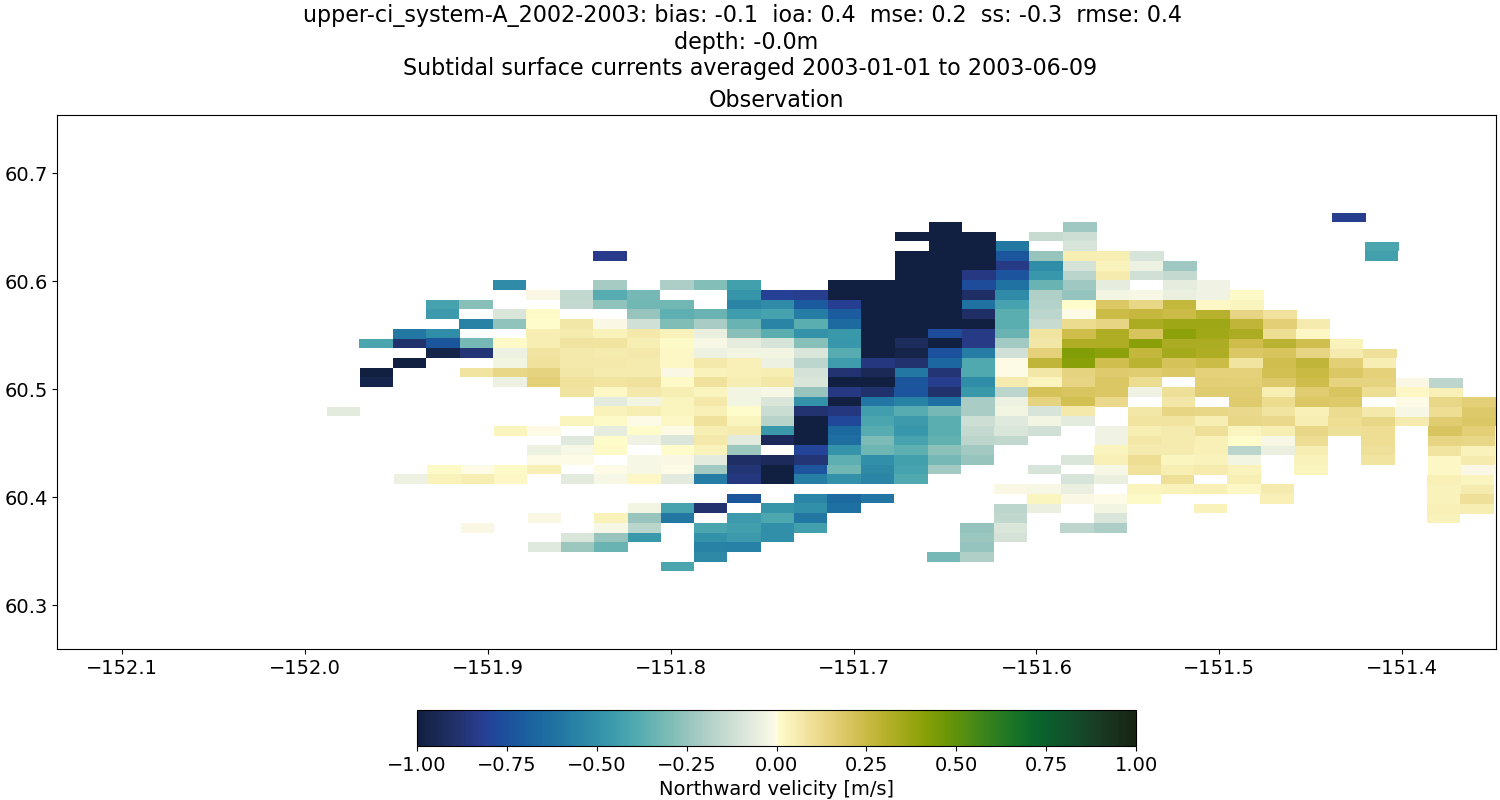 upper-ci_system-A_2002-2003: bias: -0.1 ioa: 0.4 mse: 0.2 ss: -0.3 rmse: 0.4
depth: -0.0m
Subtidal surface currents averaged 2003-01-01 to 2003-06-09
Observation
60.7
60.6
60.5
60.4
60.3
−152.1 −152.0 −151.9 −151.8 −151.7 −151.6 −151.5 −151.4
−1.00 −0.75 −0.50 −0.25 0.00 0.25 0.50 0.75 1.00
Northward velicity [m/s]